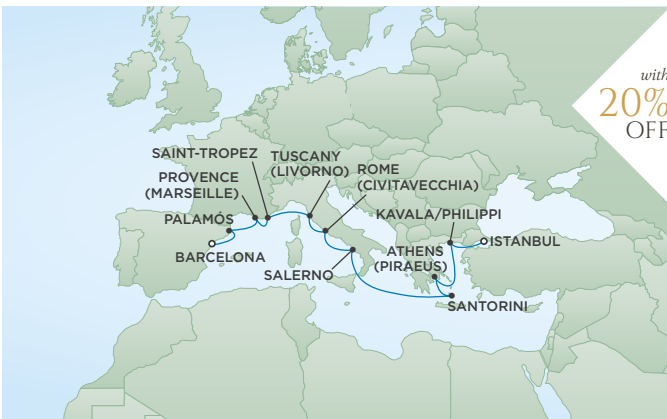 with
20%
OFF
SAINT-TROPEZ
TUSCANY
(LIVORNO)
ROME
(CIVITAVECCHIA)
PROVENCE
(MARSEILLE)
PALAMÓS
BARCELONA
SALERNO
KAVALA/PHILIPPI
ATHENS
(PIRAEUS)
ISTANBUL
SANTORINI